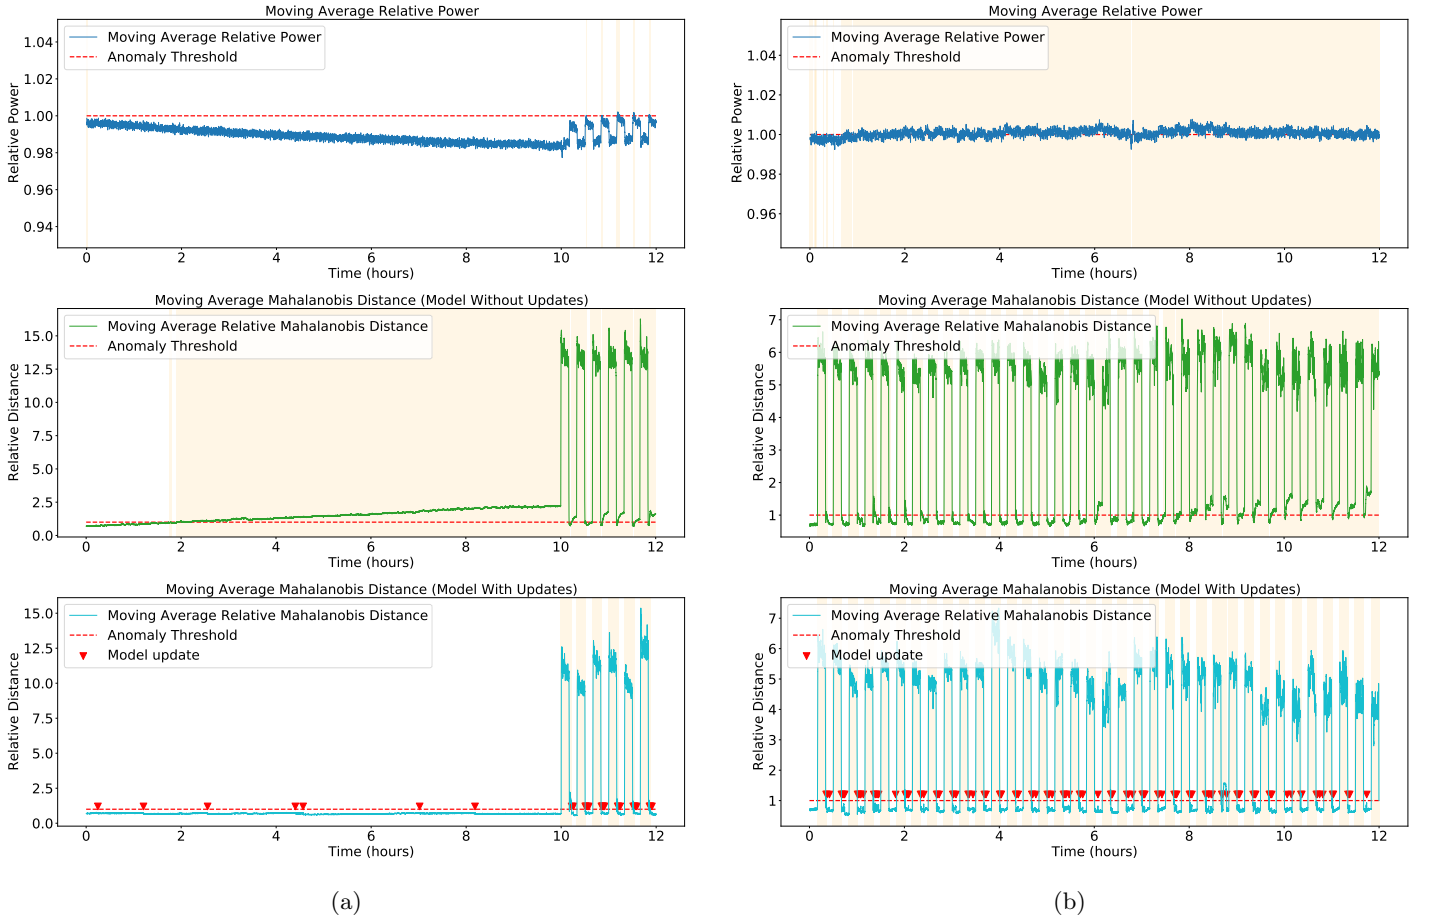 Moving Average Relative Power
Moving Average Relative Power
Anomaly Threshold
1.04
1.02
1.00
0.98
0.96
0.94
Relative Power
0 2 4 6 8 10 12
Time (hours)
Moving Average Relative Power
Moving Average Relative Power
Anomaly Threshold
1.04
1.02
1.00
0.98
0.96
Relative Power
0 2 4 6 8 10 12
Time (hours)
Moving Average Mahalanobis Distance (Model Without Updates)
Moving Average Relative Mahalanobis Distance
Anomaly Threshold
15.0
12.5
10.0
7.5
5.0
2.5
0.0
Relative Distance
0 2 4 6 8 10 12
Time (hours)
Moving Average Mahalanobis Distance (Model Without Updates)
Moving Average Relative Mahalanobis Distance
Anomaly Threshold
7
6
5
4
3
2
1
Relative Distance
0 2 4 6 8 10 12
Time (hours)
Moving Average Mahalanobis Distance (Model With Updates)
Moving Average Relative Mahalanobis Distance
Anomaly Threshold
Model update
15.0
12.5
10.0
7.5
5.0
2.5
0.0
Relative Distance
0 2 4 6 8 10 12
Time (hours)
Moving Average Mahalanobis Distance (Model With Updates)
Moving Average Relative Mahalanobis Distance
Anomaly Threshold
Model update
7
6
5
4
3
2
1
Relative Distance
0 2 4 6 8 10 12
Time (hours)
(a)
(b)